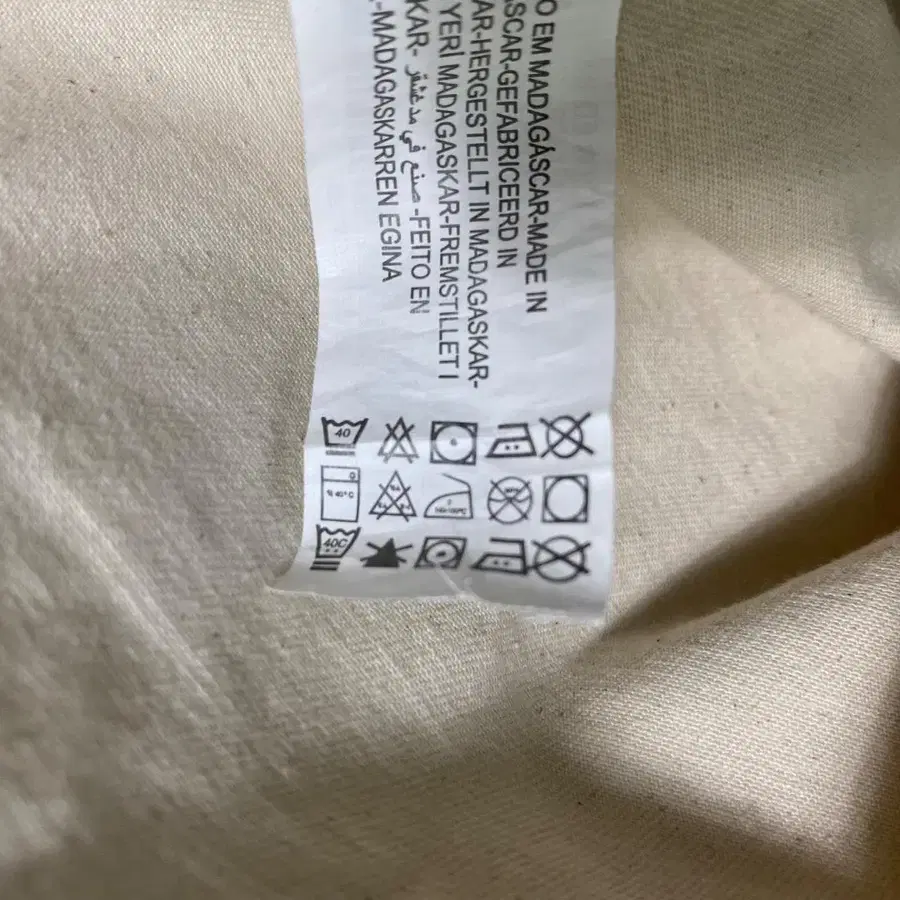 O EM MADAGÁSCAR-MADE IN
SCAR-GEFABRICEERD IN
AR-HERGESTELLT IN MADAGASKAR-
YERİ MADAGASKAR-FREMSTILLET I
KAR- صنع في مدغشقر -FEITO EN
-MADAGASKARREN EGINA
40
40°C
40C